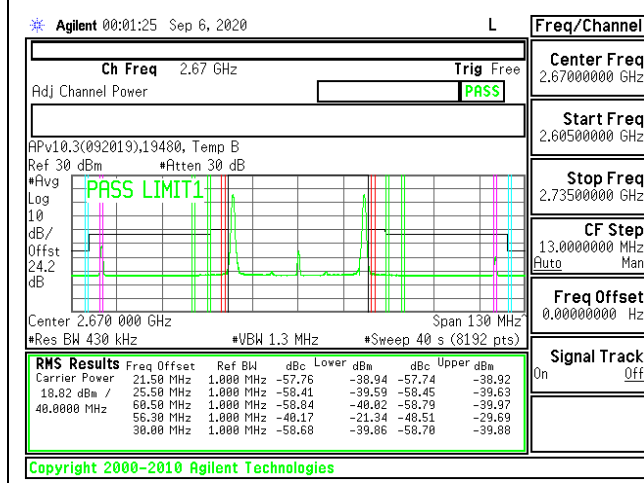 Agilent 00:01:25 Sep 6, 2020 L
Ch Freq 2.67 GHz Trig Free
Adj Channel Power PASS
APv10.3(092019),19480, Temp B
Ref 30 dBm #Atten 30 dB
#Avg
Log
10
dB/
Offst
24.2
dB
PASS LIMIT1
Center 2.670 000 GHz Span 130 MHz^
#Res BW 430 kHz #VBW 1.3 MHz #Sweep 40 s (8192 pts)
RMS Results Freq Offset Ref BW dBc Lower dBm dBc Upper dBm
Carrier Power 21.50 MHz 1.000 MHz -57.76 -38.94 -57.74 -38.92
18.82 dBm / 25.50 MHz 1.000 MHz -58.41 -39.59 -58.45 -39.63
40.0000 MHz 60.50 MHz 1.000 MHz -58.84 -40.02 -58.79 -39.97
56.30 MHz 1.000 MHz -40.17 -21.34 -48.51 -29.69
30.00 MHz 1.000 MHz -58.68 -39.86 -58.70 -39.88
Copyright 2000-2010 Agilent Technologies
Freq/Channel
Center Freq
2.67000000 GHz
Start Freq
2.60500000 GHz
Stop Freq
2.73500000 GHz
CF Step
13.0000000 MHz
Auto Man
Freq Offset
0.00000000 Hz
Signal Track
On Off